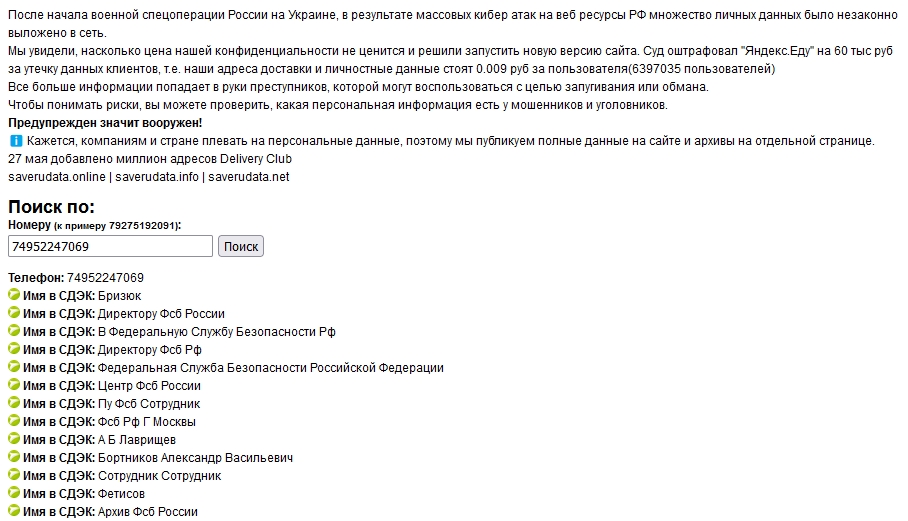 После начала военной спецоперации России на Украине, в результате массовых кибер атак на веб ресурсы РФ множество личных данных было незаконно
выложено в сеть.
Мы увидели, насколько цена нашей конфиденциальности не ценится и решили запустить новую версию сайта. Суд оштрафовал "Яндекс.Еду" на 60 тыс руб
за утечку данных клиентов, т.е. наши адреса доставки и личностные данные стоят 0.009 руб за пользователя(6397035 пользователей)
Все больше информации попадает в руки преступников, которой могут воспользоваться с целью запугивания или обмана.
Чтобы понимать риски, вы можете проверить, какая персональная информация есть у мошенников и уголовников.
Предупрежден значит вооружен!
Кажется, компаниям и стране плевать на персональные данные, поэтому мы публикуем полные данные на сайте и архивы на отдельной странице.
27 мая добавлено миллион адресов Delivery Club
saverudata.online | saverudata.info | saverudata.net
Поиск по:
Номеру (к примеру 79275192091):
74952247069 Поиск
Телефон: 74952247069
Имя в СДЭК: Бризюк
Имя в СДЭК: Директору Фсб России
Имя в СДЭК: В Федеральную Службу Безопасности Рф
Имя в СДЭК: Директору Фсб Рф
Имя в СДЭК: Федеральная Служба Безопасности Российской Федерации
Имя в СДЭК: Центр Фсб России
Имя в СДЭК: Пу Фсб Сотрудник
Имя в СДЭК: Фсб Рф Г Москвы
Имя в СДЭК: А Б Лаврищев
Имя в СДЭК: Бортников Александр Васильевич
Имя в СДЭК: Сотрудник Сотрудник
Имя в СДЭК: Фетисов
Имя в СДЭК: Архив Фсб России